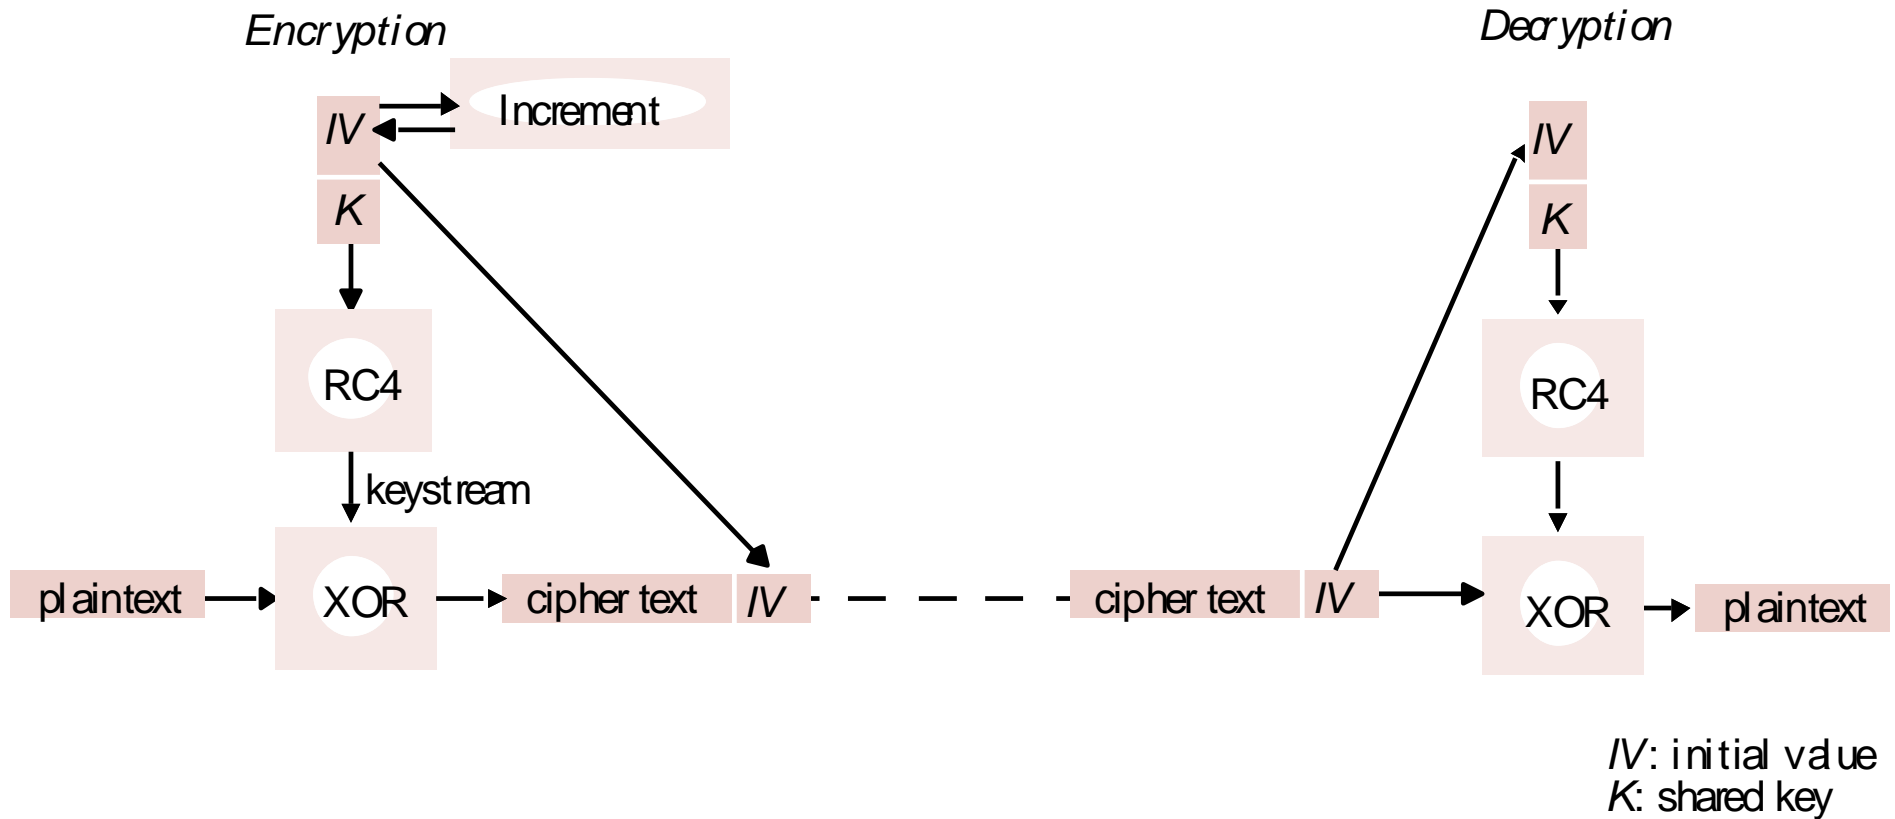 Encryption
Decryption
Increment
IV
IV
K
K
RC4
RC4
keystream
plaintext
XOR
cipher text
IV
cipher text
IV
XOR
plaintext
IV: initial value
K: shared key